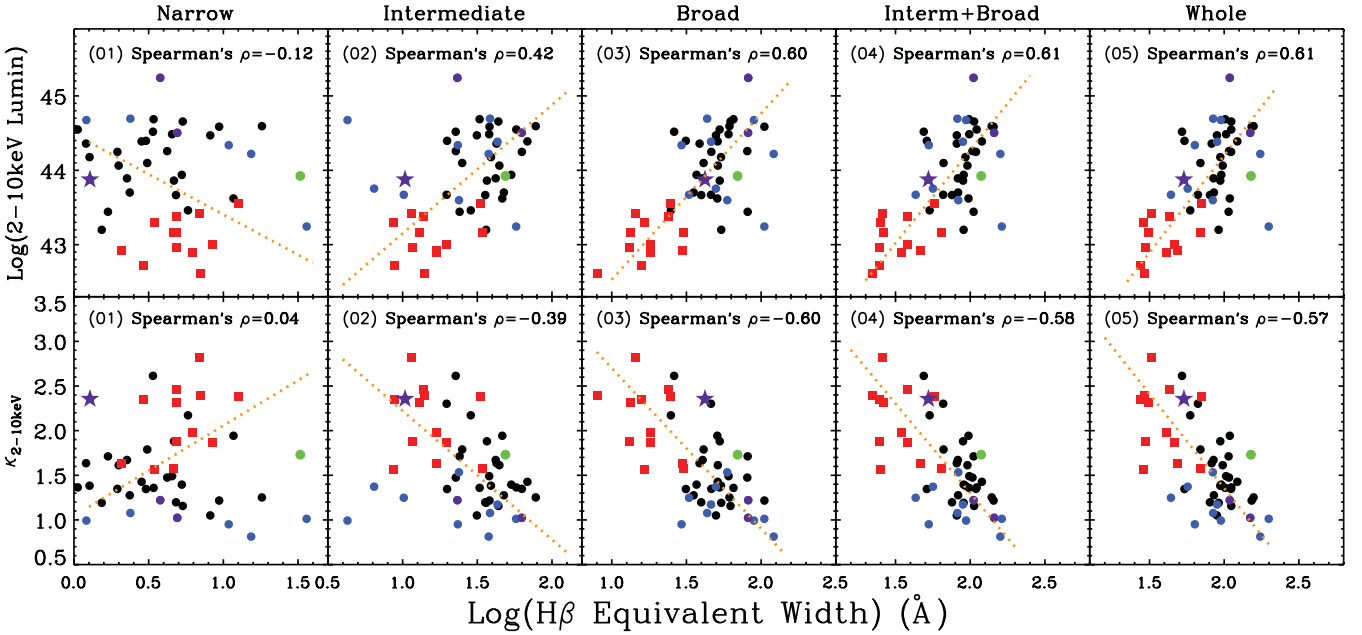 Narrow Intermediate Broad Interm+Broad Whole
(01) Spearman's ρ=−0.12 (02) Spearman's ρ=0.42 (03) Spearman's ρ=0.60 (04) Spearman's ρ=0.61 (05) Spearman's ρ=0.61
Log(2−10keV Lumin)
45
44
43
(01) Spearman's ρ=0.04 (02) Spearman's ρ=−0.39 (03) Spearman's ρ=−0.60 (04) Spearman's ρ=−0.58 (05) Spearman's ρ=−0.57
κ2−10keV
3.5
3.0
2.5
2.0
1.5
1.0
0.5
0.0 0.5 1.0 1.5 0.5 1.0 1.5 2.0 1.0 1.5 2.0 2.5 1.5 2.0 2.5 1.5 2.0 2.5
Log(Hβ Equivalent Width) (Å)